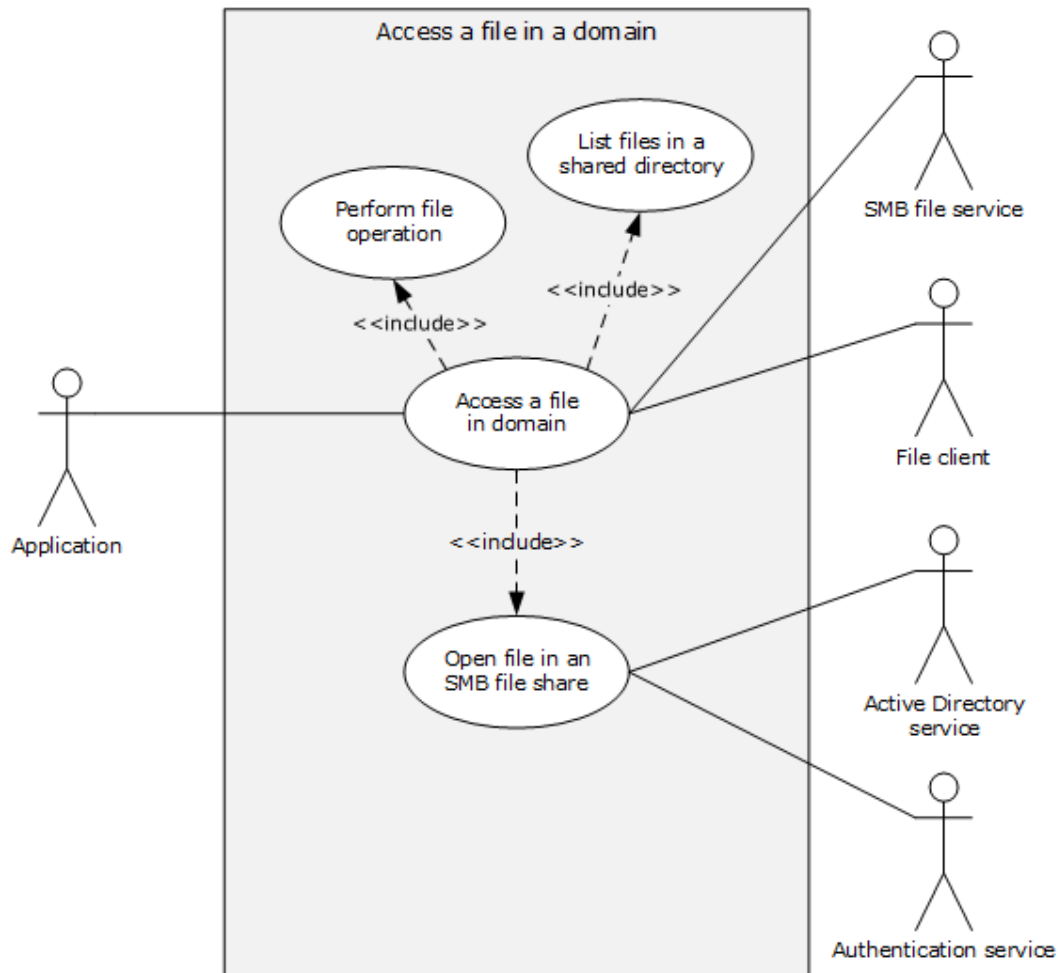 Access a file in a domain
List files in a
shared directory
SMB file service
Perform file
operation
<<include>>
<<include>>
Access a file
in domain
File client
Application
<<include>>
Open file in an
SMB file share
Active Directory
service
Authentication service